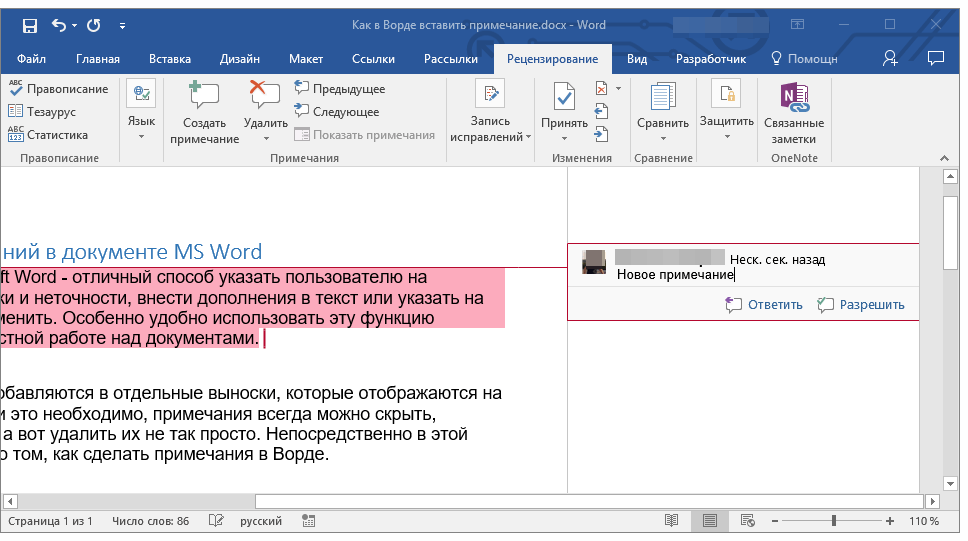 Как в Ворде вставить примечание.docx - Word
Файл Главная Вставка Дизайн Макет Ссылки Рассылки Рецензирование Вид Разработчик Помощн
ABC Правописание
Тезаурус
ABC 123 Статистика
Правописание
Язык
Создать примечание
Удалить
Предыдущее
Следующее
Показать примечания
Примечания
Запись исправлений
Принять
Изменения
Сравнить
Сравнение
Защитить
Связанные заметки
OneNote
ний в документе MS Word
ft Word - отличный способ указать пользователю на
ки и неточности, внести дополнения в текст или указать на
менить. Особенно удобно использовать эту функцию
стной работе над документами.
обавляются в отдельные выноски, которые отображаются на
и это необходимо, примечания всегда можно скрыть,
а вот удалить их не так просто. Непосредственно в этой
о том, как сделать примечания в Ворде.
Неск. сек. назад
Новое примечание
Ответить Разрешить
Страница 1 из 1 Число слов: 86 русский 110 %